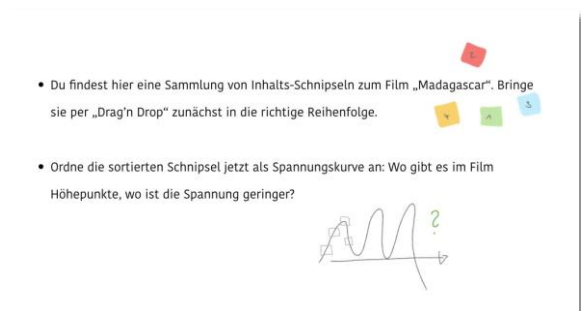 • Du findest hier eine Sammlung von Inhalts-Schnipseln zum Film „Madagascar“. Bringe
sie per „Drag'n Drop“ zunächst in die richtige Reihenfolge.
• Ordne die sortierten Schnipsel jetzt als Spannungskurve an: Wo gibt es im Film
Höhepunkte, wo ist die Spannung geringer?
?